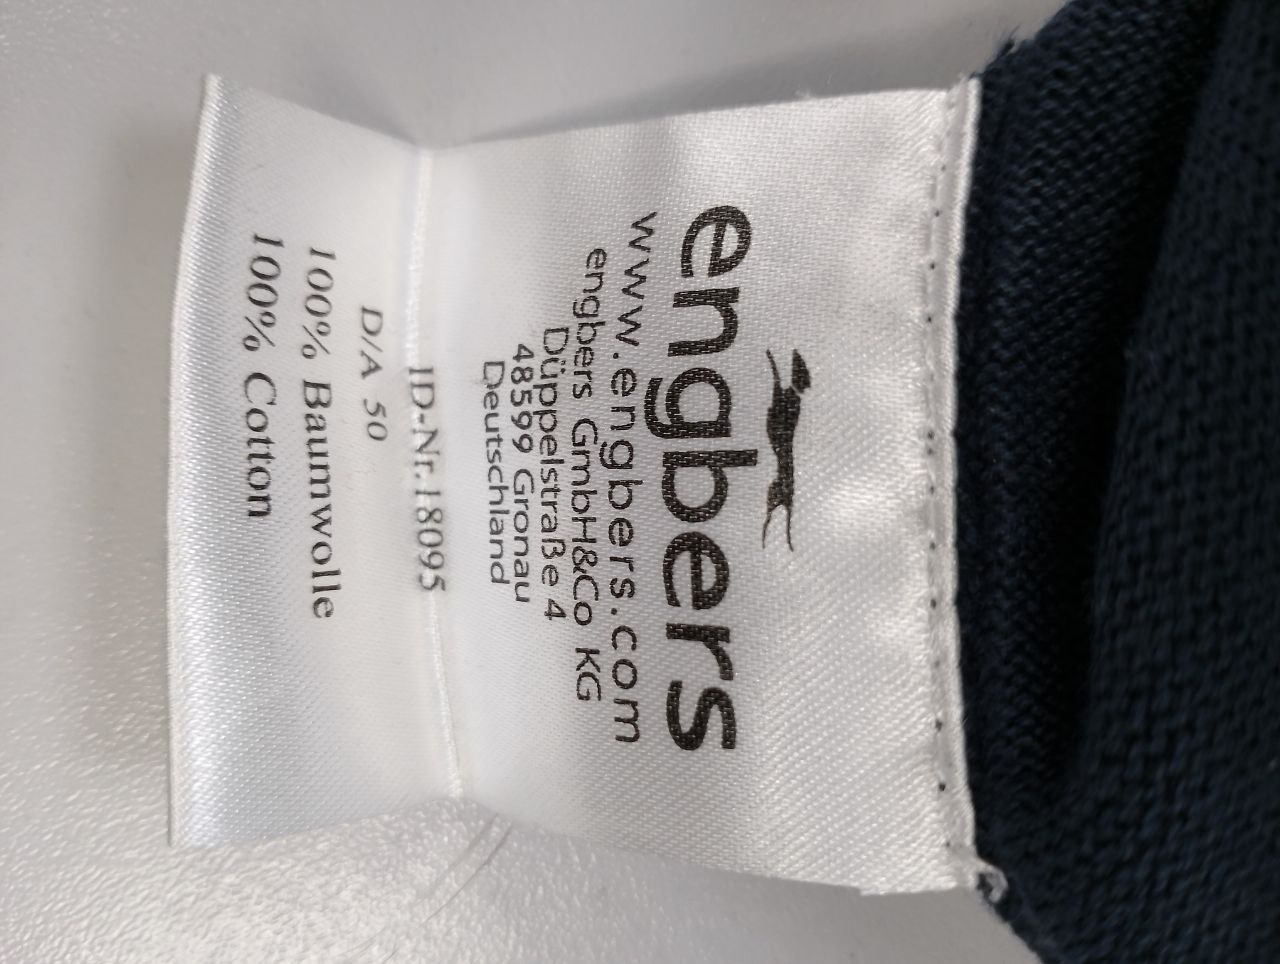 engbers
www.engbers.com
engbers GmbH&Co KG
Düppelstraße 4
48599 Gronau
Deutschland
ID-Nr.18095
D/A 50
100% Baumwolle
100% Cotton